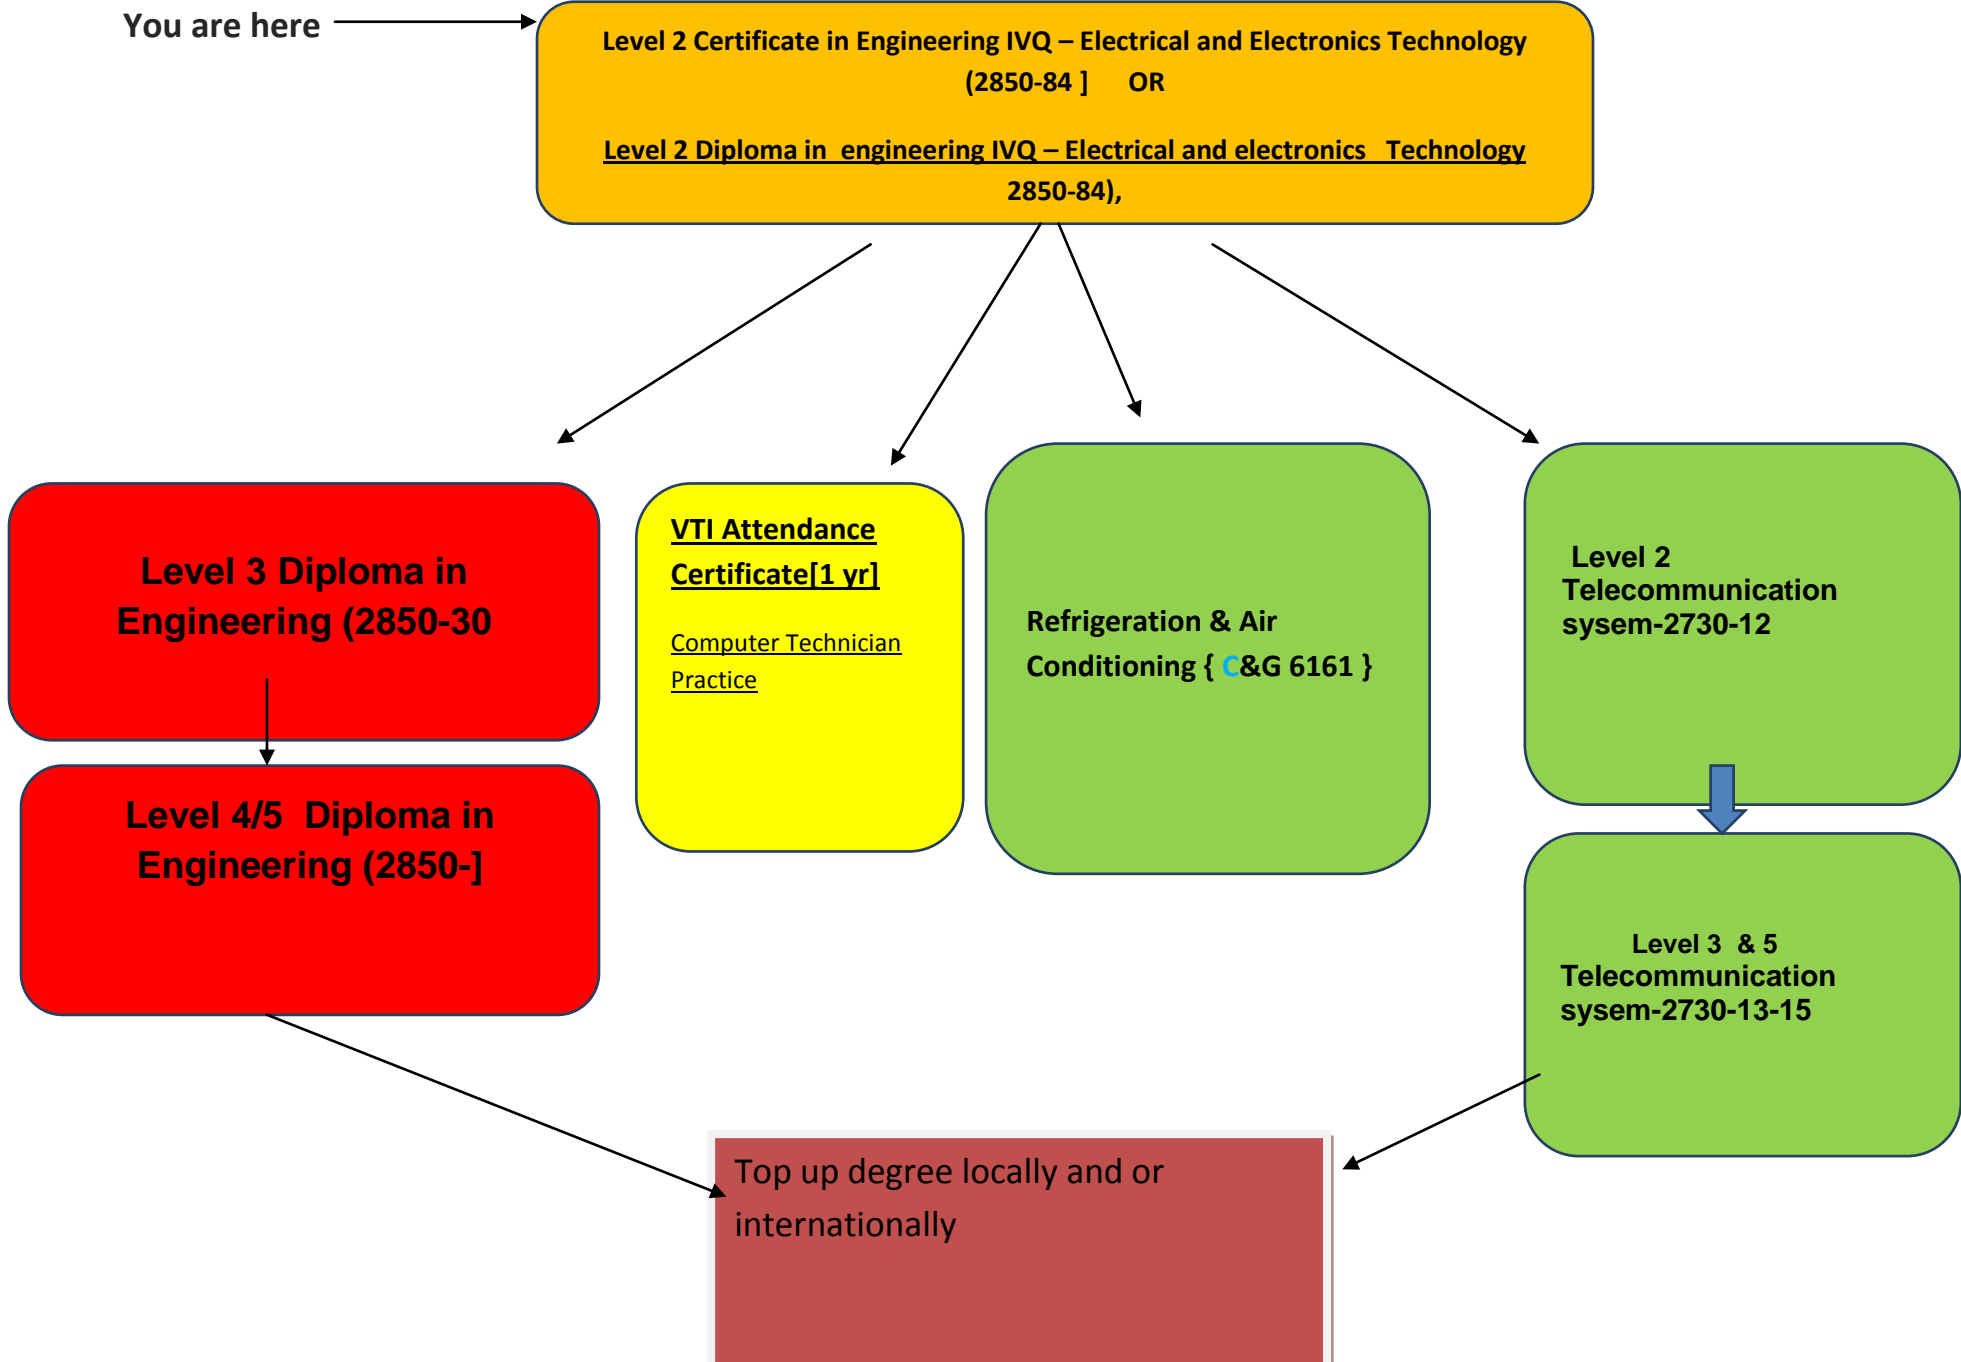 You are here
Level 2 Certificate in Engineering IVQ – Electrical and Electronics Technology
(2850-84 ] OR
Level 2 Diploma in engineering IVQ – Electrical and electronics Technology
2850-84),
Level 3 Diploma in
Engineering (2850-30
VTI Attendance
Certificate[1 yr]
Computer Technician
Practice
Refrigeration & Air
Conditioning { C&G 6161 }
Level 2
Telecommunication
sysem-2730-12
Level 4/5 Diploma in
Engineering (2850-]
Level 3 & 5
Telecommunication
sysem-2730-13-15
Top up degree locally and or
internationally